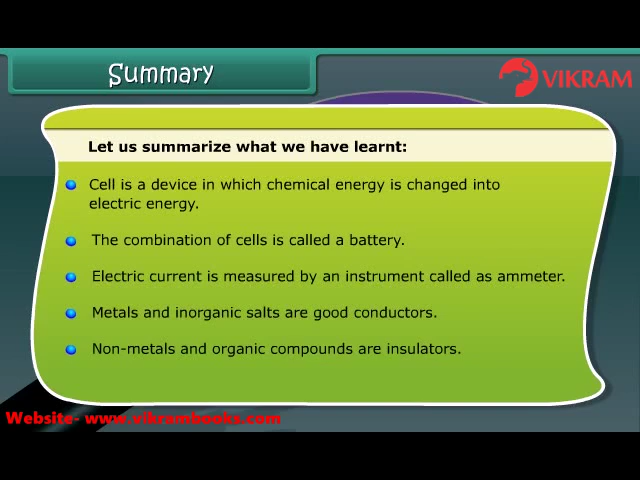 Summary
VIKRAM
Let us summarize what we have learnt:
Cell is a device in which chemical energy is changed into
electric energy.
The combination of cells is called a battery.
Electric current is measured by an instrument called as ammeter.
Metals and inorganic salts are good conductors.
Non-metals and organic compounds are insulators.
Website- www.vikrambooks.com